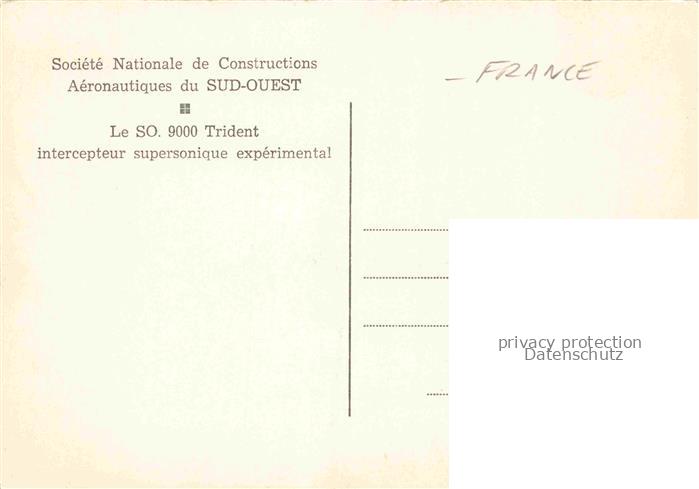 Société Nationale de Constructions
Aéronautiques du SUD-OUEST
Le SO. 9000 Trident
intercepteur supersonique expérimental
– FRANCE
privacy protection
Datenschutz